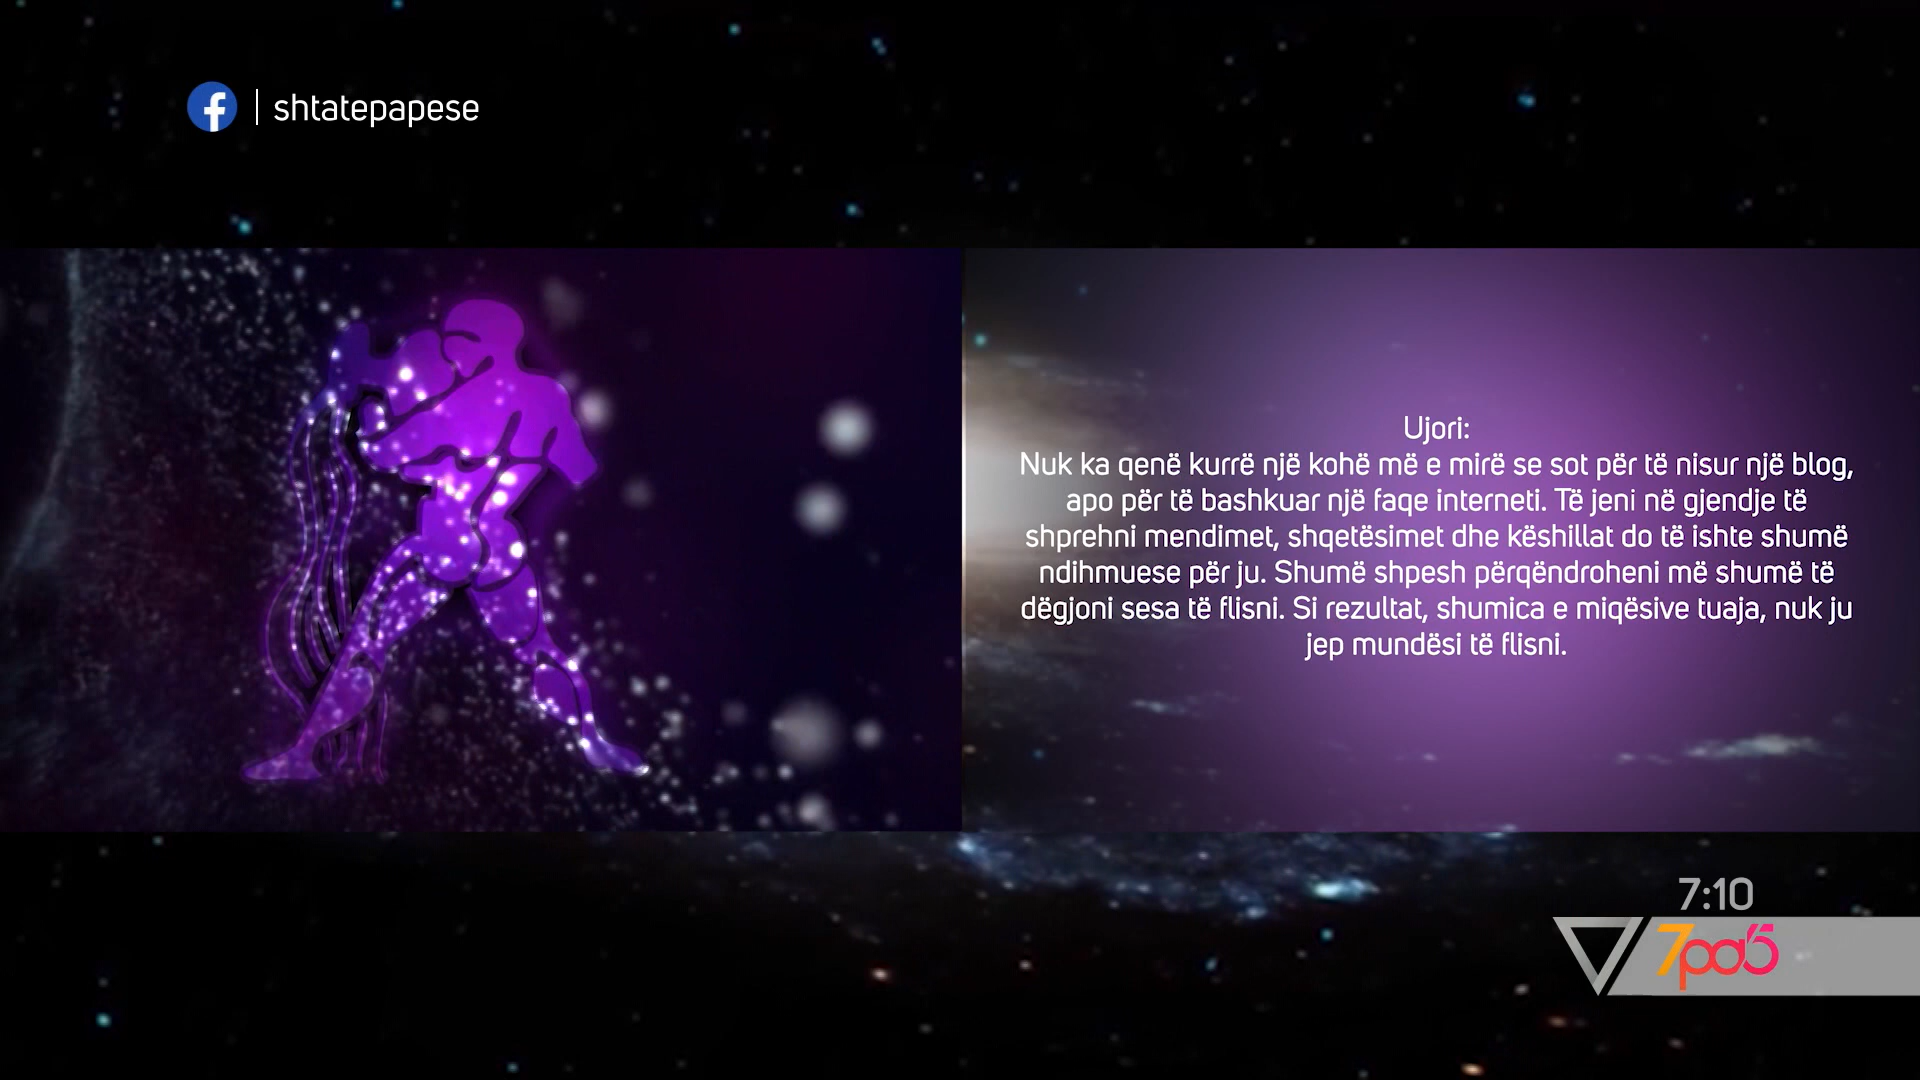 shtatepapese
Ujori:
Nuk ka qenë kurrë një kohë më e mirë se sot për të nisur një blog,
apo për të bashkuar një faqe interneti. Të jeni në gjendje të
shprehni mendimet, shqetësimet dhe këshillat do të ishte shumë
ndihmuese për ju. Shumë shpesh përqëndroheni më shumë të
dëgjoni sesa të flisni. Si rezultat, shumica e miqësive tuaja, nuk ju
jep mundësi të flisni.
7:10
7pa5